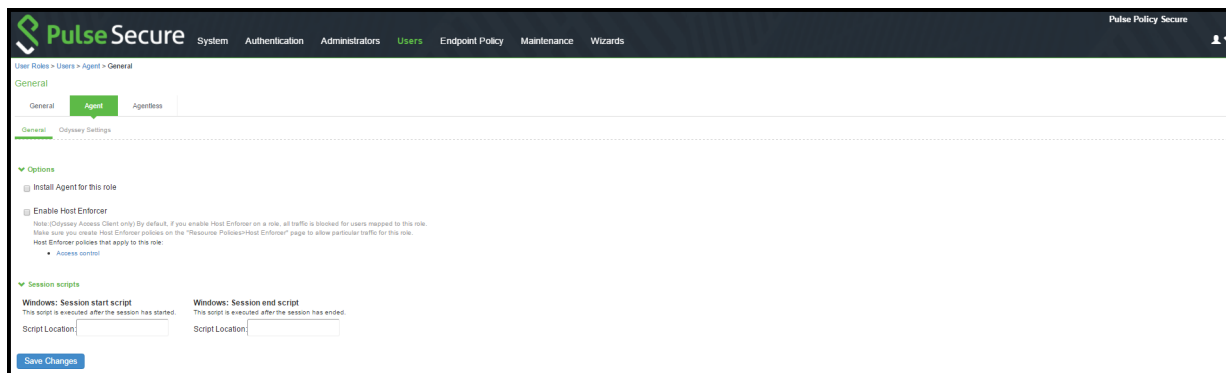 Pulse Policy Secure
Pulse Secure System Authentication Administrators Users Endpoint Policy Maintenance Wizards
User Roles > Users > Agent > General
General
General Agent Agentless
General Odyssey Settings
Options
Install Agent for this role
Enable Host Enforcer
Note:(Odyssey Access Client only) By default, if you enable Host Enforcer on a role, all traffic is blocked for users mapped to this role.
Make sure you create Host Enforcer policies on the "Resource Policies>Host Enforcer" page to allow particular traffic for this role.
Host Enforcer policies that apply to this role:
• Access control
Session scripts
Windows: Session start script Windows: Session end script
This script is executed after the session has started. This script is executed after the session has ended.
Script Location: Script Location:
Save Changes